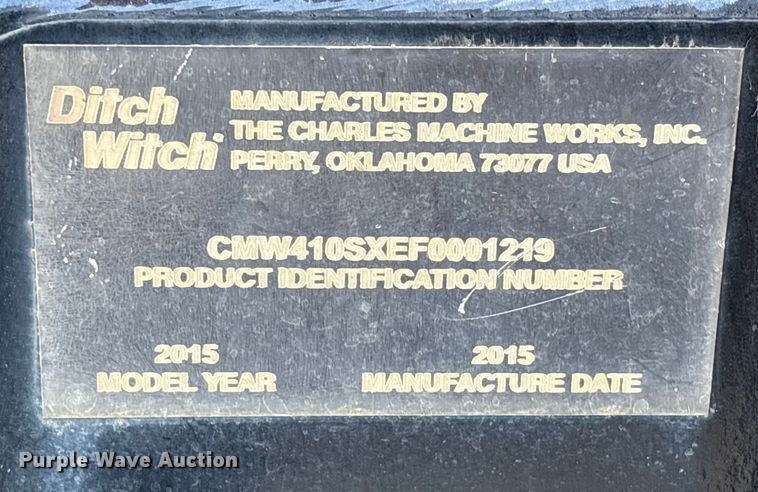 Ditch Witch®
MANUFACTURED BY
THE CHARLES MACHINE WORKS, INC.
PERRY, OKLAHOMA 73077 USA
CMW410SXEF0001219
PRODUCT IDENTIFICATION NUMBER
2015
MODEL YEAR
2015
MANUFACTURE DATE
Purple Wave Auction